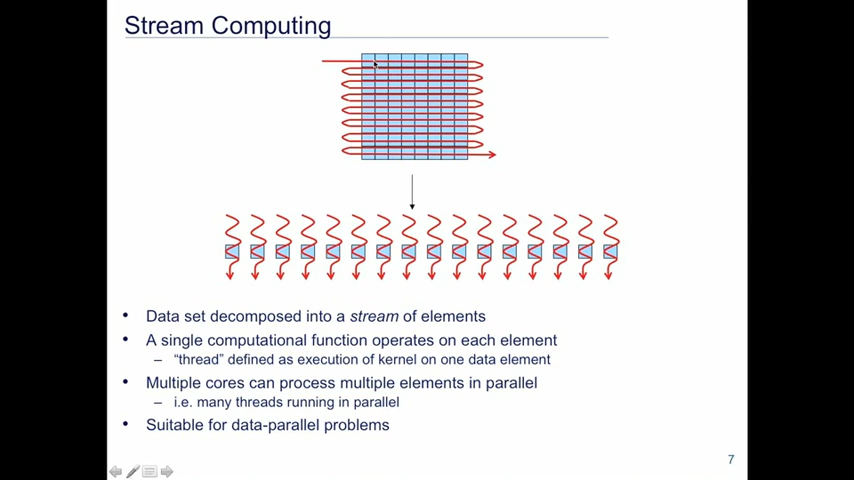 Stream Computing
• Data set decomposed into a stream of elements
• A single computational function operates on each element
– “thread” defined as execution of kernel on one data element
• Multiple cores can process multiple elements in parallel
– i.e. many threads running in parallel
• Suitable for data-parallel problems
7